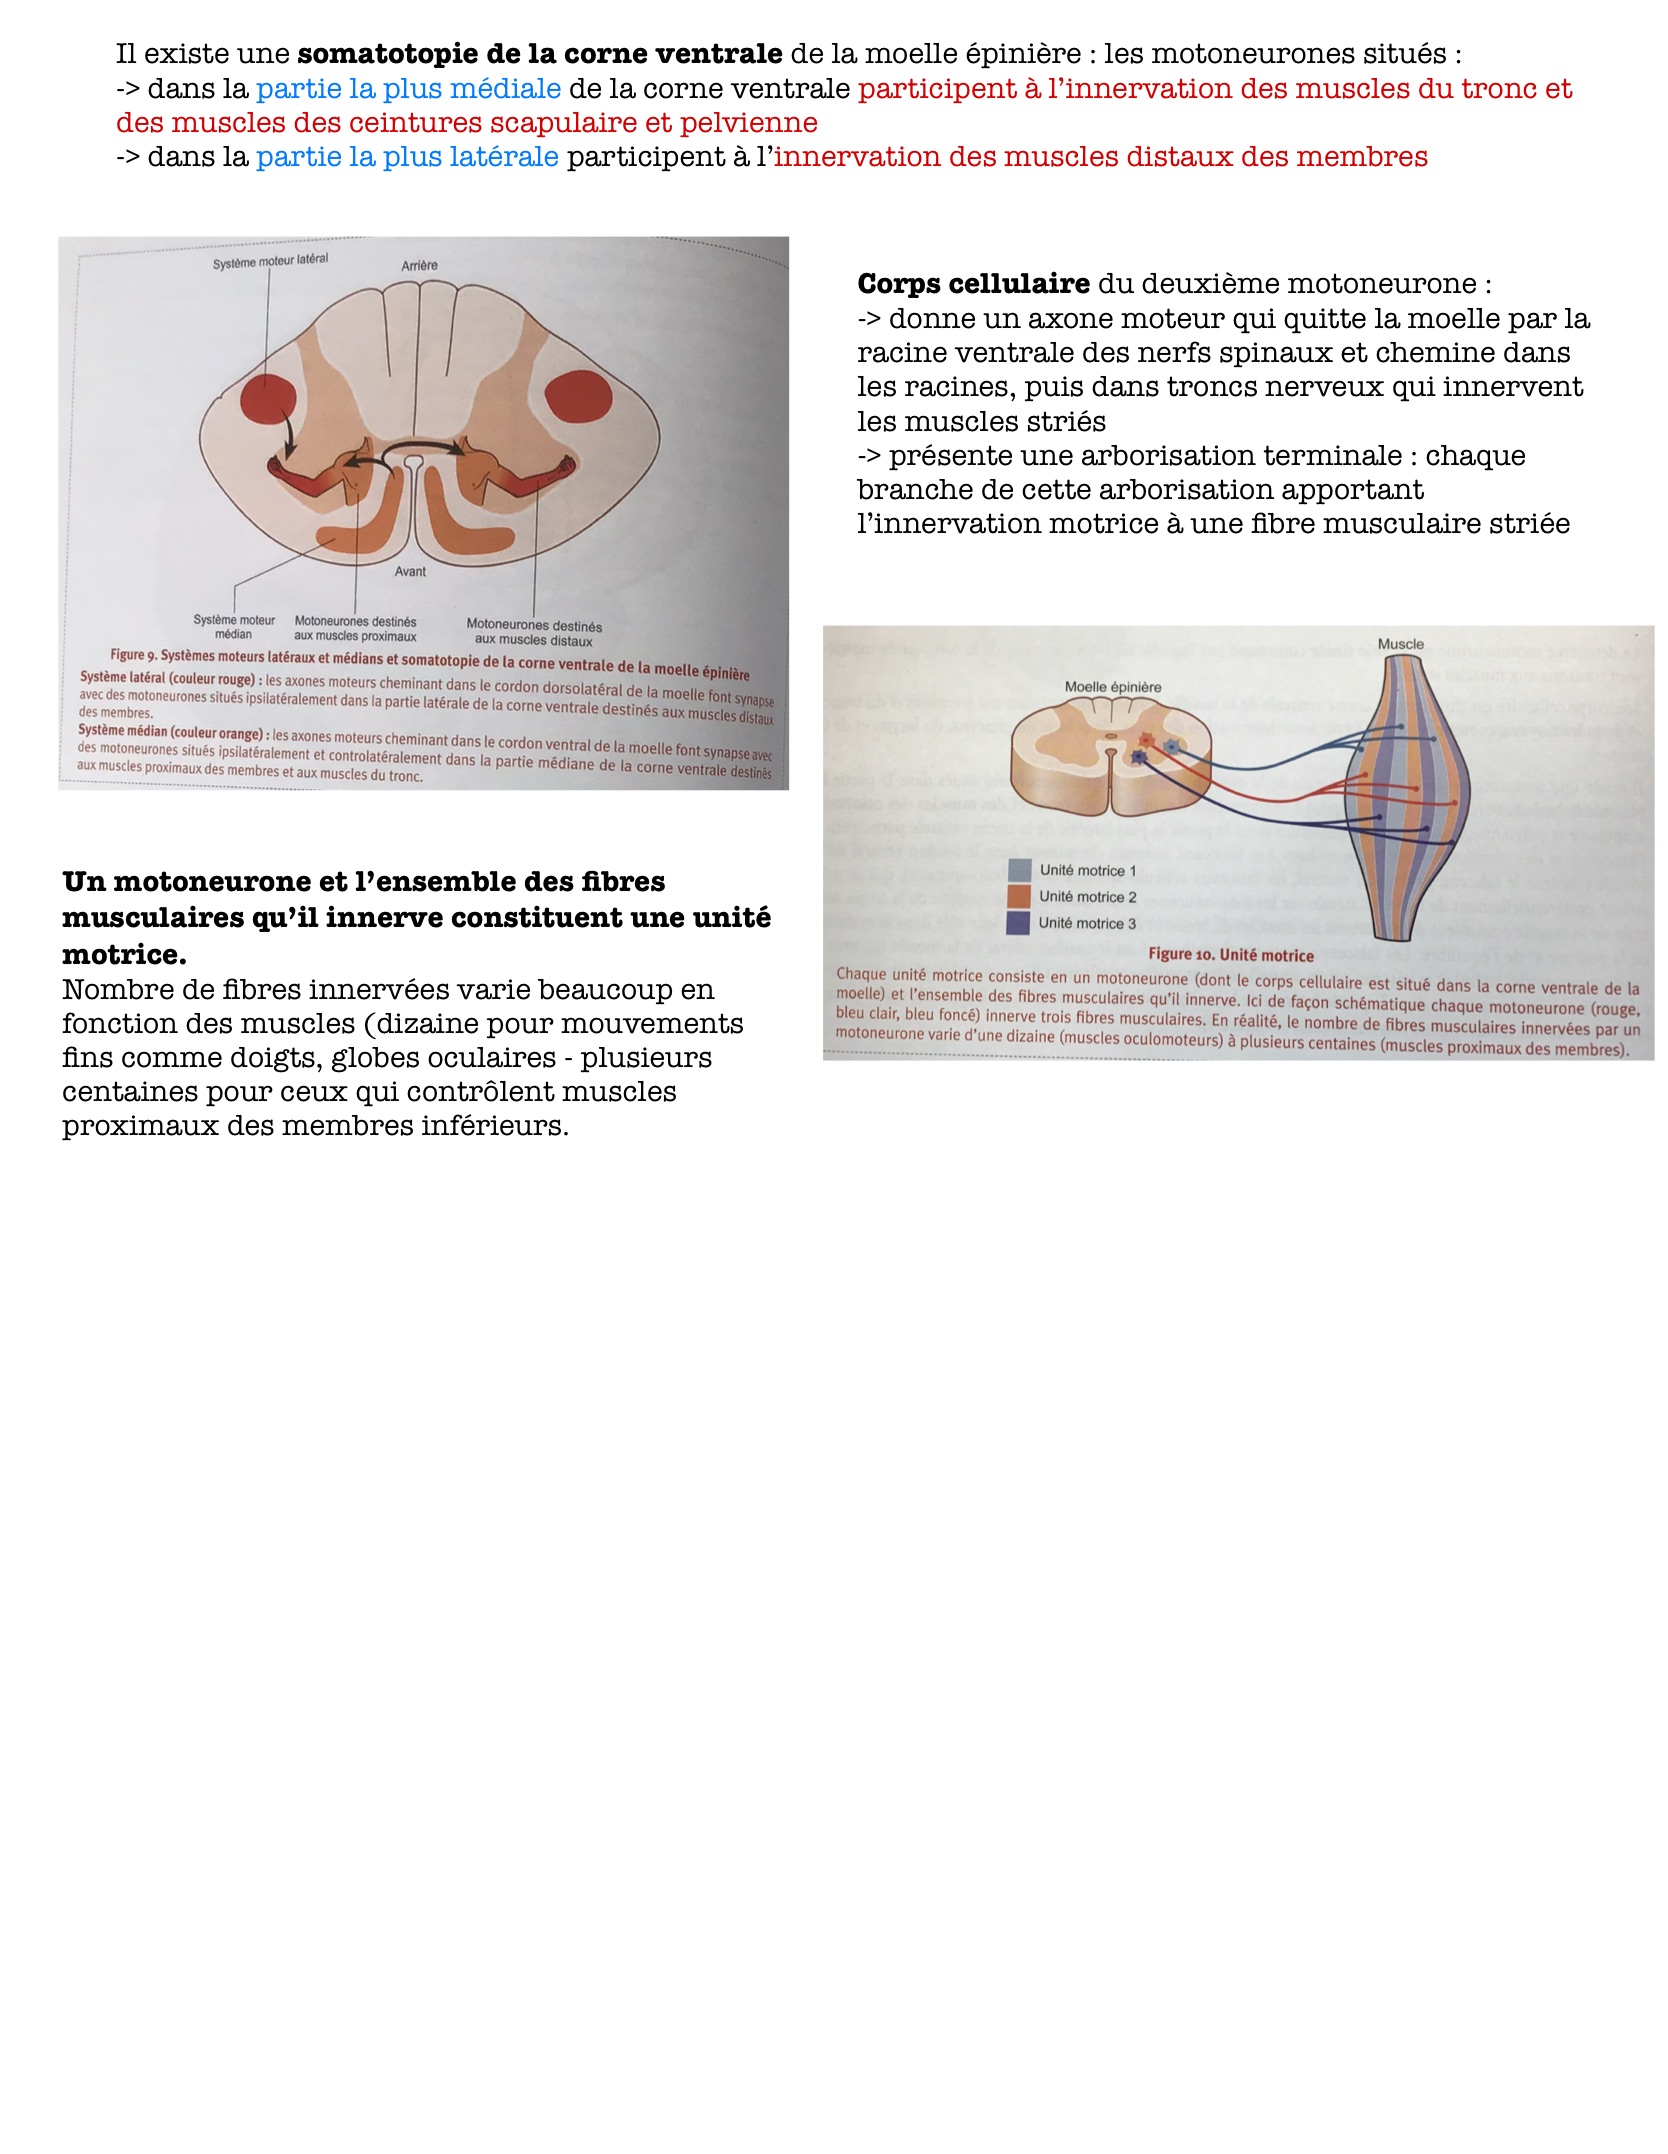 Il existe une somatotopie de la corne ventrale de la moelle épinière : les motoneurones situés :
-> dans la partie la plus médiale de la corne ventrale participent à l'innervation des muscles du tronc et
des muscles des ceintures scapulaire et pelvienne
-> dans la partie la plus latérale participent à l'innervation des muscles distaux des membres
Système moteur latéral
Arrière
Avant
Système moteur
médian
Motoneurones destinés
aux muscles proximaux
Motoneurones destinés
aux muscles distaux
Figure 9. Systèmes moteurs latéraux et médians et somatotopie de la corne ventrale de la moelle épinière
Système latéral (couleur rouge) : les axones moteurs cheminant dans le cordon dorsolatéral de la moelle font synapse
avec des motoneurones situés ipsilatéralement dans la partie latérale de la corne ventrale destinés aux muscles distaux
des membres.
Système médian (couleur orange) : les axones moteurs cheminant dans le cordon ventral de la moelle font synapse avec
des motoneurones situés ipsilatéralement et controlatéralement dans la partie médiane de la corne ventrale destinés
aux muscles proximaux des membres et aux muscles du tronc.
Corps cellulaire du deuxième motoneurone :
-> donne un axone moteur qui quitte la moelle par la
racine ventrale des nerfs spinaux et chemine dans
les racines, puis dans troncs nerveux qui innervent
les muscles striés
-> présente une arborisation terminale : chaque
branche de cette arborisation apportant
l'innervation motrice à une fibre musculaire striée
Muscle
Moelle épinière
Unité motrice 1
Unité motrice 2
Unité motrice 3
Figure 10. Unité motrice
Chaque unité motrice consiste en un motoneurone (dont le corps cellulaire est situé dans la corne ventrale de la
moelle) et l'ensemble des fibres musculaires qu'il innerve. Ici de façon schématique chaque motoneurone (rouge,
bleu clair, bleu foncé) innerve trois fibres musculaires. En réalité, le nombre de fibres musculaires innervées par un
motoneurone varie d'une dizaine (muscles oculomoteurs) à plusieurs centaines (muscles proximaux des membres).
Un motoneurone et l'ensemble des fibres
musculaires qu'il innerve constituent une unité
motrice.
Nombre de fibres innervées varie beaucoup en
fonction des muscles (dizaine pour mouvements
fins comme doigts, globes oculaires - plusieurs
centaines pour ceux qui contrôlent muscles
proximaux des membres inférieurs.